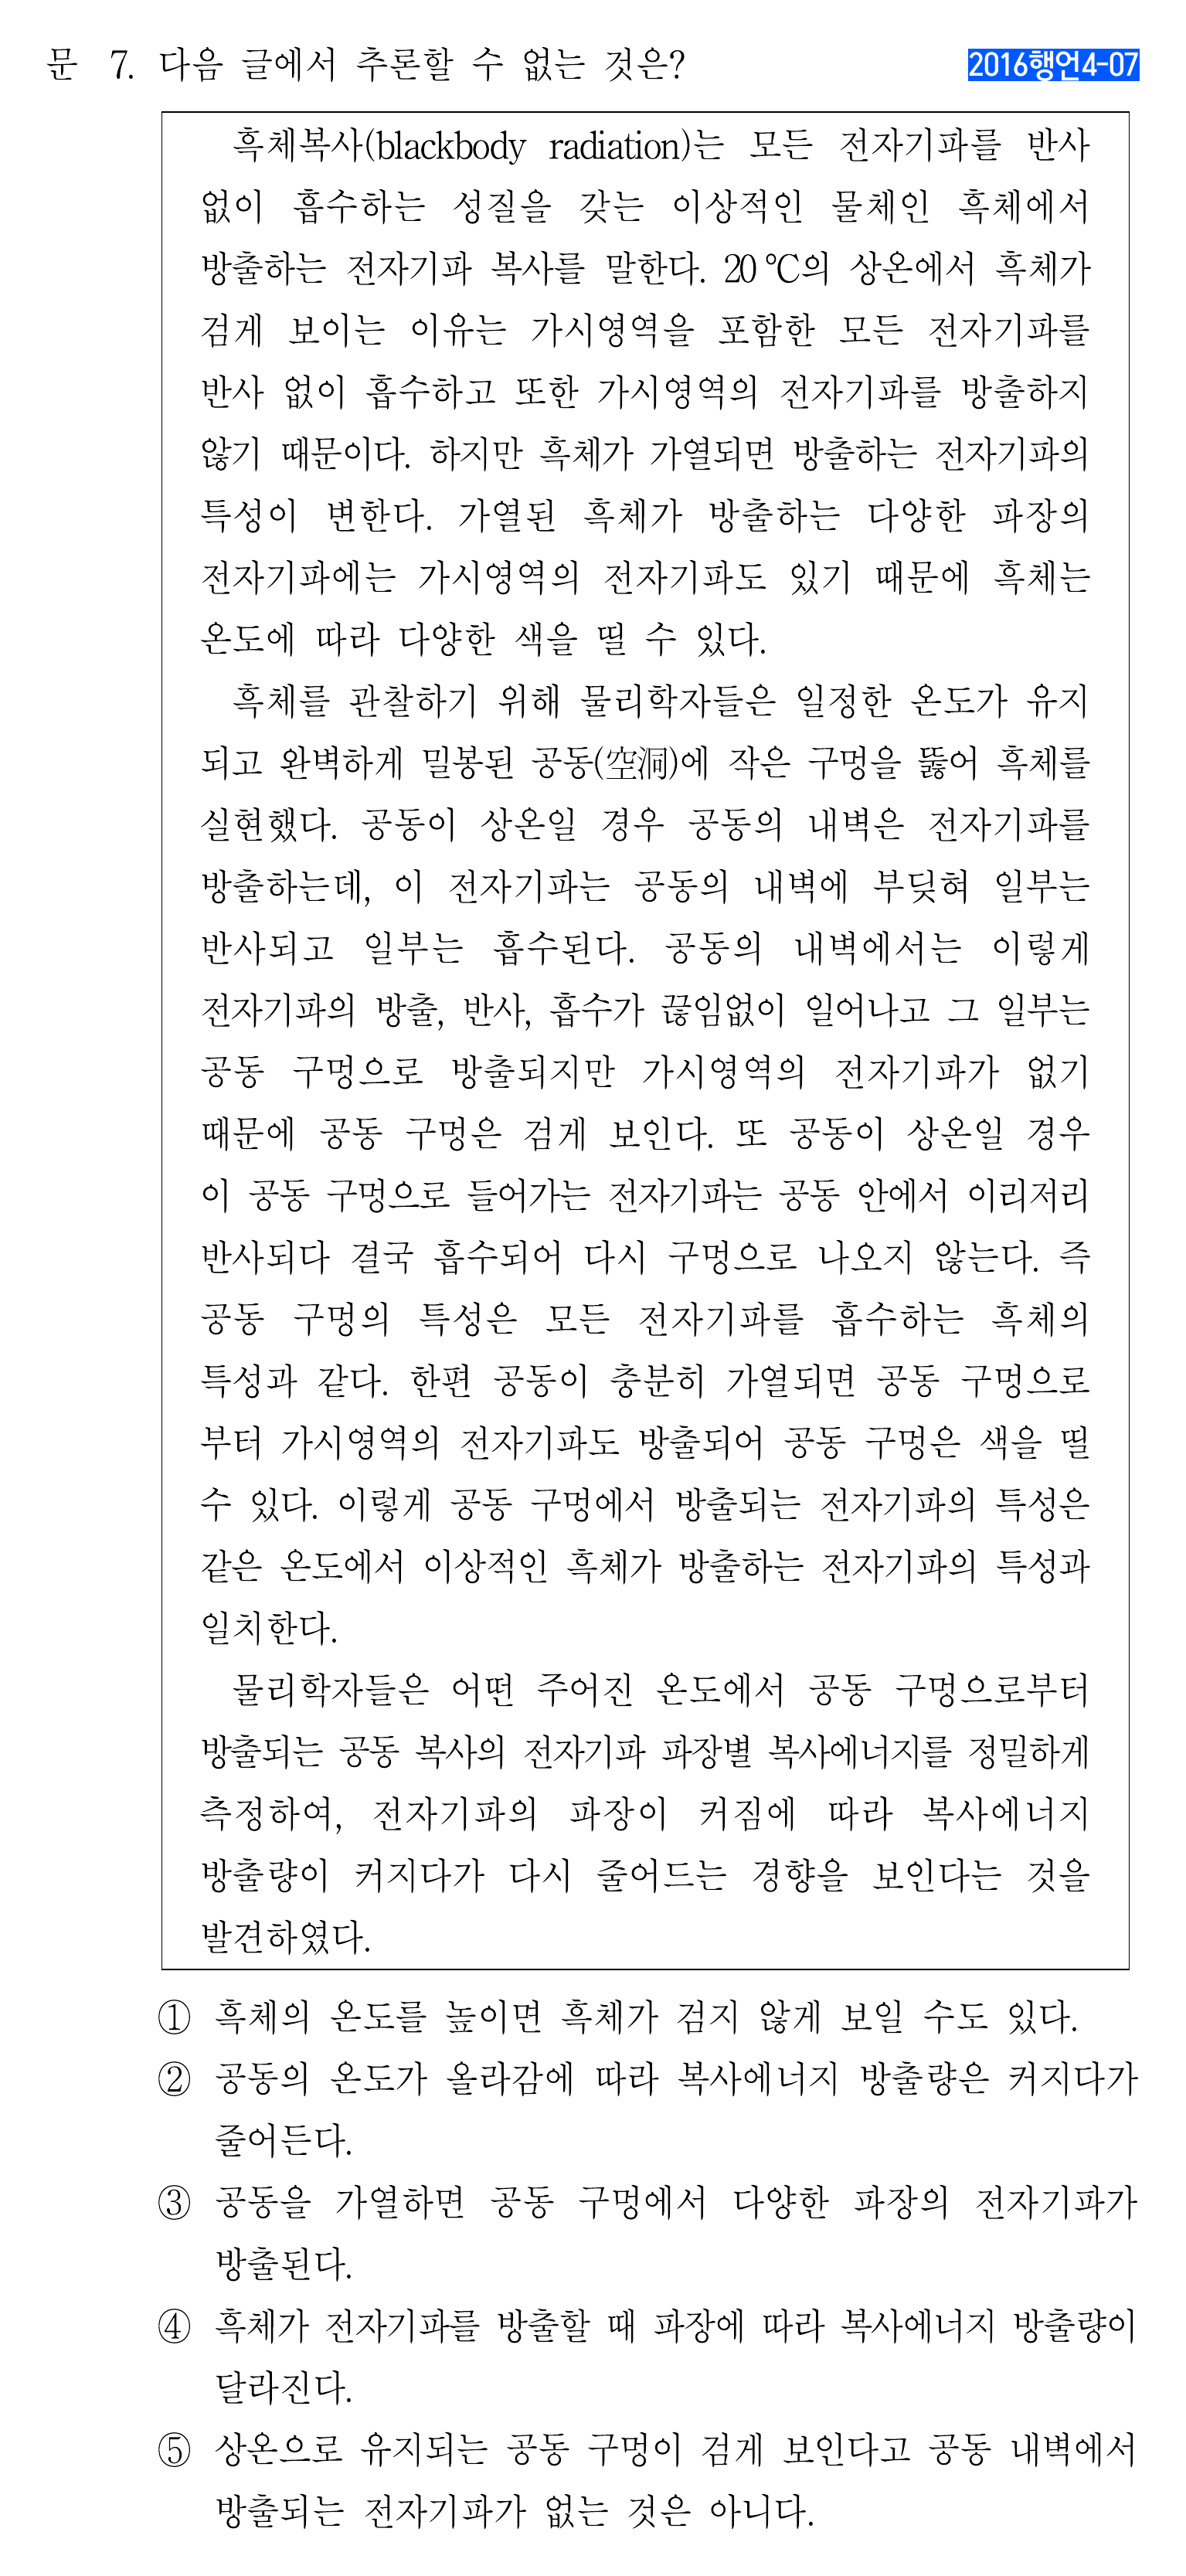 문 7. 다음 글에서 추론할 수 없는 것은?
2016행언4-07
흑체복사(blackbody radiation)는 모든 전자기파를 반사
없이 흡수하는 성질을 갖는 이상적인 물체인 흑체에서
방출하는 전자기파 복사를 말한다. 20 ℃의 상온에서 흑체가
검게 보이는 이유는 가시영역을 포함한 모든 전자기파를
반사 없이 흡수하고 또한 가시영역의 전자기파를 방출하지
않기 때문이다. 하지만 흑체가 가열되면 방출하는 전자기파의
특성이 변한다. 가열된 흑체가 방출하는 다양한 파장의
전자기파에는 가시영역의 전자기파도 있기 때문에 흑체는
온도에 따라 다양한 색을 띨 수 있다.
흑체를 관찰하기 위해 물리학자들은 일정한 온도가 유지
되고 완벽하게 밀봉된 공동(空洞)에 작은 구멍을 뚫어 흑체를
실현했다. 공동이 상온일 경우 공동의 내벽은 전자기파를
방출하는데, 이 전자기파는 공동의 내벽에 부딪혀 일부는
반사되고 일부는 흡수된다. 공동의 내벽에서는 이렇게
전자기파의 방출, 반사, 흡수가 끊임없이 일어나고 그 일부는
공동 구멍으로 방출되지만 가시영역의 전자기파가 없기
때문에 공동 구멍은 검게 보인다. 또 공동이 상온일 경우
이 공동 구멍으로 들어가는 전자기파는 공동 안에서 이리저리
반사되다 결국 흡수되어 다시 구멍으로 나오지 않는다. 즉
공동 구멍의 특성은 모든 전자기파를 흡수하는 흑체의
특성과 같다. 한편 공동이 충분히 가열되면 공동 구멍으로
부터 가시영역의 전자기파도 방출되어 공동 구멍은 색을 띨
수 있다. 이렇게 공동 구멍에서 방출되는 전자기파의 특성은
같은 온도에서 이상적인 흑체가 방출하는 전자기파의 특성과
일치한다.
물리학자들은 어떤 주어진 온도에서 공동 구멍으로부터
방출되는 공동 복사의 전자기파 파장별 복사에너지를 정밀하게
측정하여, 전자기파의 파장이 커짐에 따라 복사에너지
방출량이 커지다가 다시 줄어드는 경향을 보인다는 것을
발견하였다.
① 흑체의 온도를 높이면 흑체가 검지 않게 보일 수도 있다.
② 공동의 온도가 올라감에 따라 복사에너지 방출량은 커지다가
줄어든다.
③ 공동을 가열하면 공동 구멍에서 다양한 파장의 전자기파가
방출된다.
④ 흑체가 전자기파를 방출할 때 파장에 따라 복사에너지 방출량이
달라진다.
⑤ 상온으로 유지되는 공동 구멍이 검게 보인다고 공동 내벽에서
방출되는 전자기파가 없는 것은 아니다.